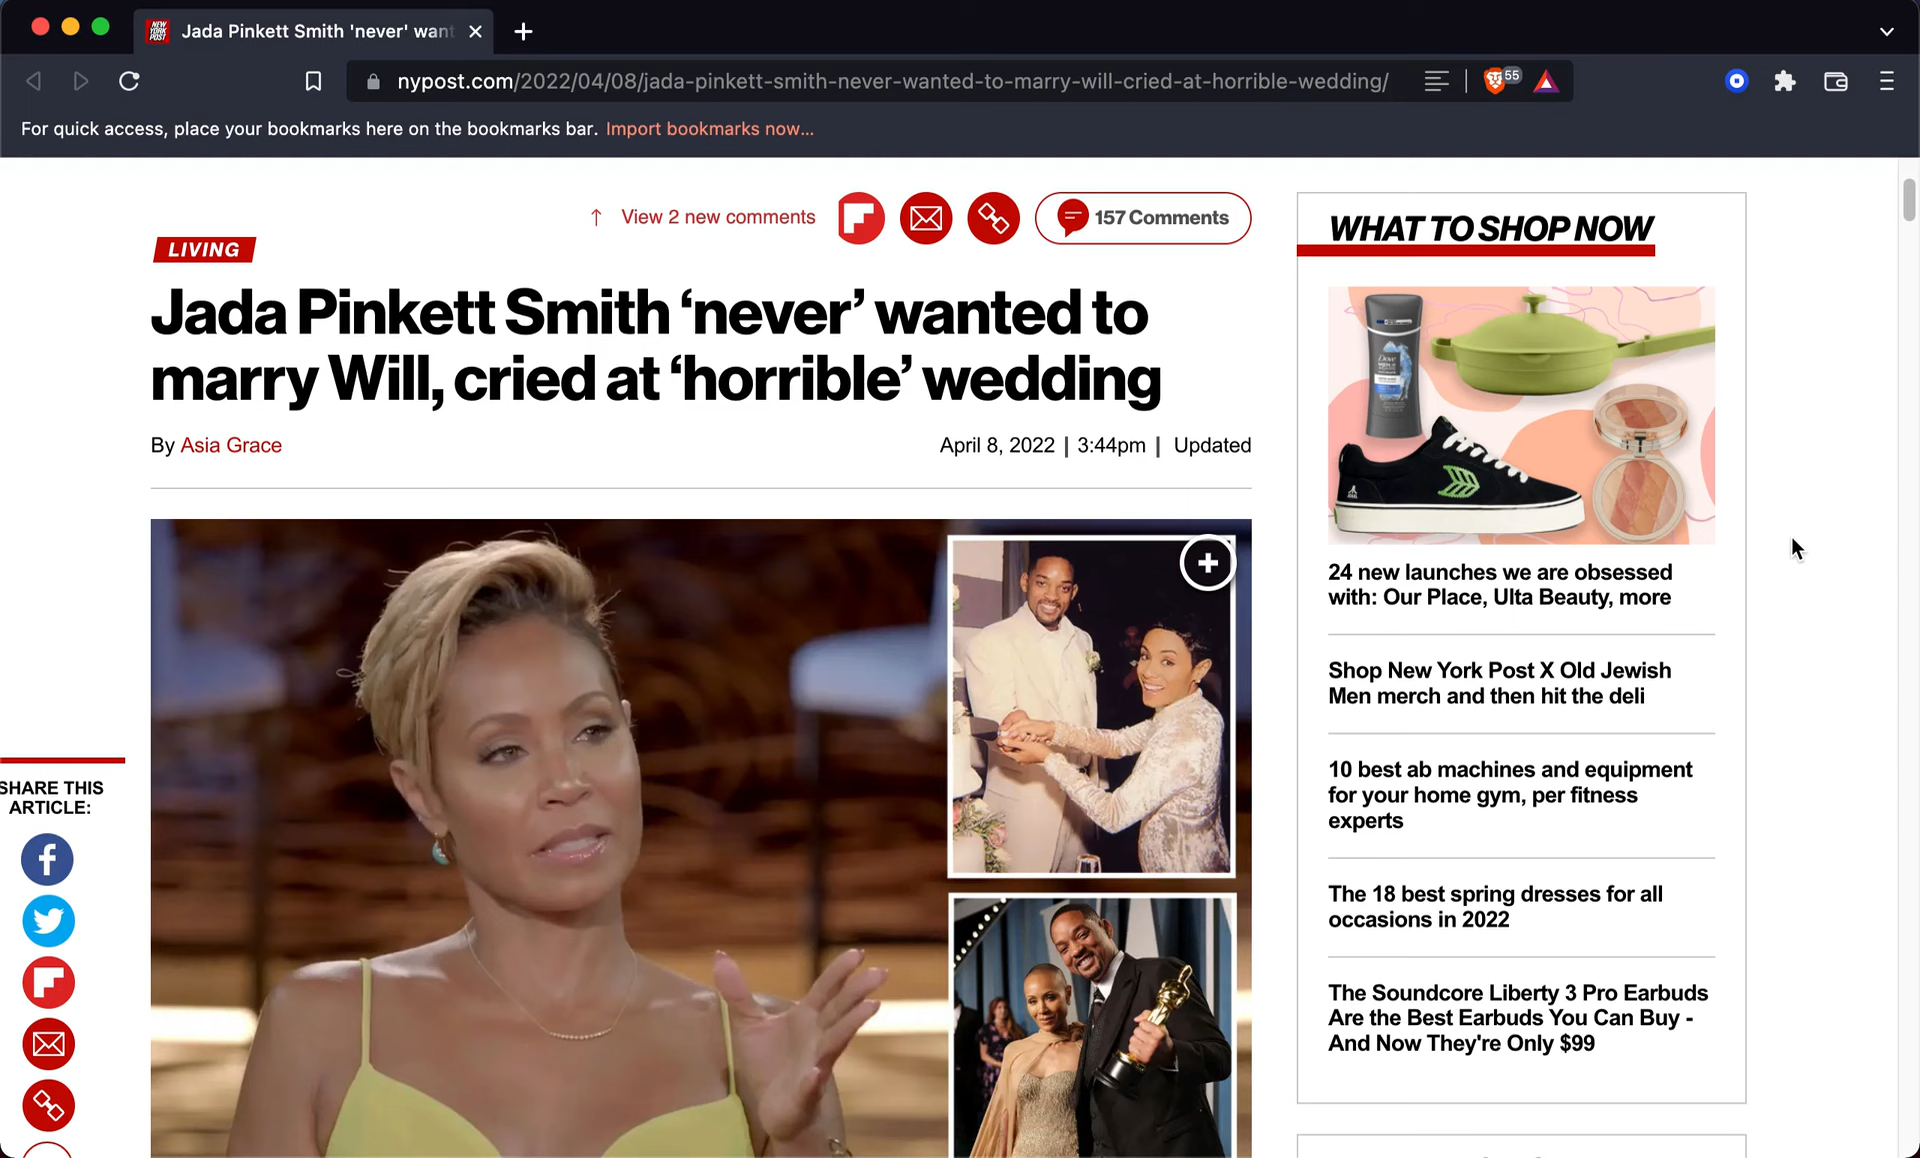 Jada Pinkett Smith 'never' want
nypost.com/2022/04/08/jada-pinkett-smith-never-wanted-to-marry-will-cried-at-horrible-wedding/
55
For quick access, place your bookmarks here on the bookmarks bar. Import bookmarks now...
↑ View 2 new comments
157 Comments
LIVING
Jada Pinkett Smith ‘never’ wanted to
marry Will, cried at ‘horrible’ wedding
By Asia Grace
April 8, 2022 | 3:44pm | Updated
SHARE THIS
ARTICLE:
WHAT TO SHOP NOW
Dove
24 new launches we are obsessed
with: Our Place, Ulta Beauty, more
Shop New York Post X Old Jewish
Men merch and then hit the deli
10 best ab machines and equipment
for your home gym, per fitness
experts
The 18 best spring dresses for all
occasions in 2022
The Soundcore Liberty 3 Pro Earbuds
Are the Best Earbuds You Can Buy -
And Now They're Only $99